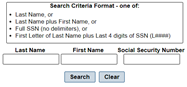 Search Criteria Format - one of:
• Last Name, or
• Last Name plus First Name, or
• Full SSN (no delimiters), or
• First Letter of Last Name plus Last 4 digits of SSN (L####)
Last Name First Name Social Security Number
Search Clear